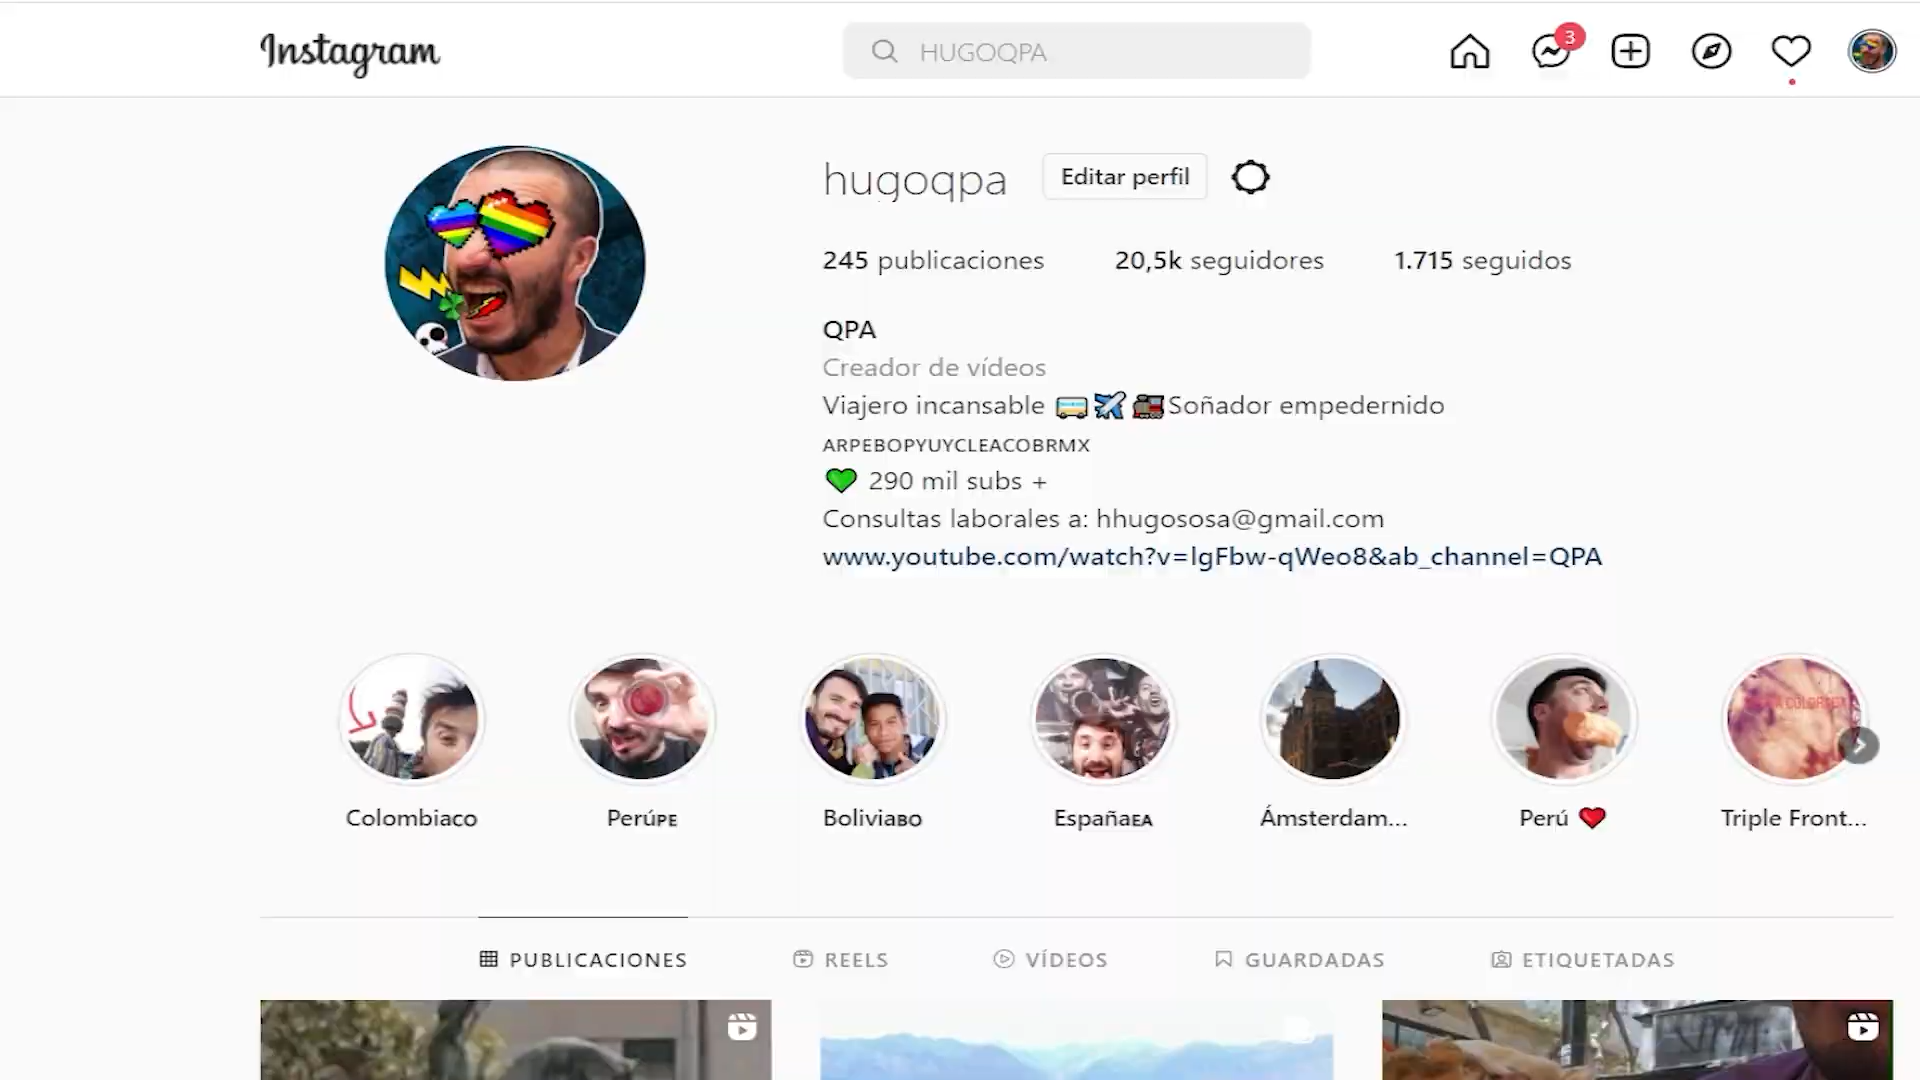 Instagram
HUGOQPA
3
hugoqpa
Editar perfil
245 publicaciones
20,5k seguidores
1.715 seguidos
QPA
Creador de vídeos
Viajero incansable 🚌✈️🚂Soñador empedernido
ARPEBOPYUYCLEACOBRMX
💚 290 mil subs +
Consultas laborales a: hhugososa@gmail.com
www.youtube.com/watch?v=lgFbw-qWeo8&ab_channel=QPA
ColombiaCO
PerúPE
BoliviaBO
EspañaEA
Ámsterdam...
Perú ❤️
Triple Front...
PUBLICACIONES
REELS
VÍDEOS
GUARDADAS
ETIQUETADAS